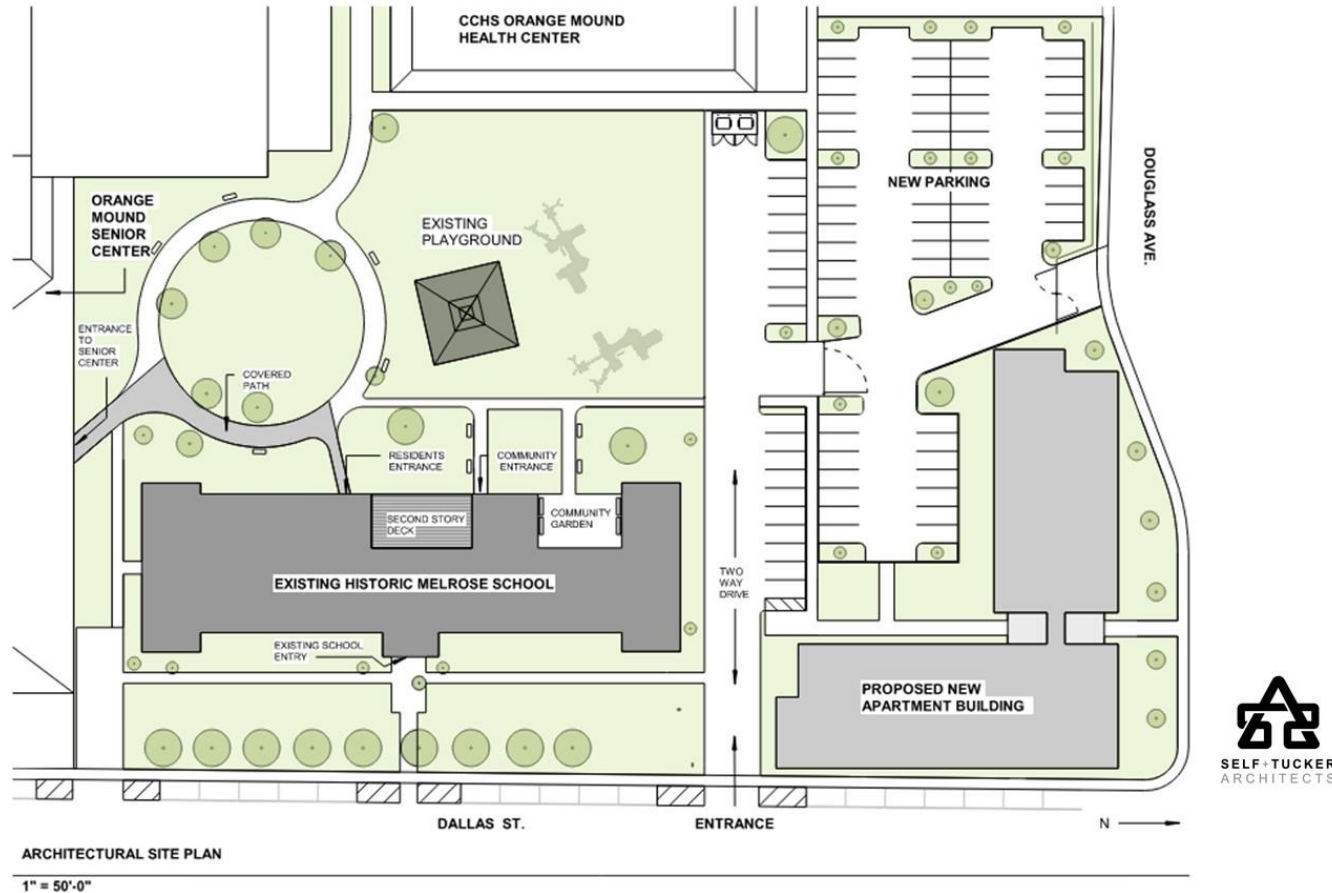 CCHS ORANGE MOUND
HEALTH CENTER
DOUGLASS AVE.
NEW PARKING
ORANGE
MOUND
SENIOR
CENTER
EXISTING
PLAYGROUND
ENTRANCE
TO
SENIOR
CENTER
COVERED
PATH
RESIDENTS
ENTRANCE
COMMUNITY
ENTRANCE
SECOND STORY
DECK
COMMUNITY
GARDEN
EXISTING HISTORIC MELROSE SCHOOL
TWO
WAY
DRIVE
EXISTING SCHOOL
ENTRY
PROPOSED NEW
APARTMENT BUILDING
SELF+TUCKER
ARCHITECTS
DALLAS ST.
ENTRANCE
N
ARCHITECTURAL SITE PLAN
1" = 50'-0"